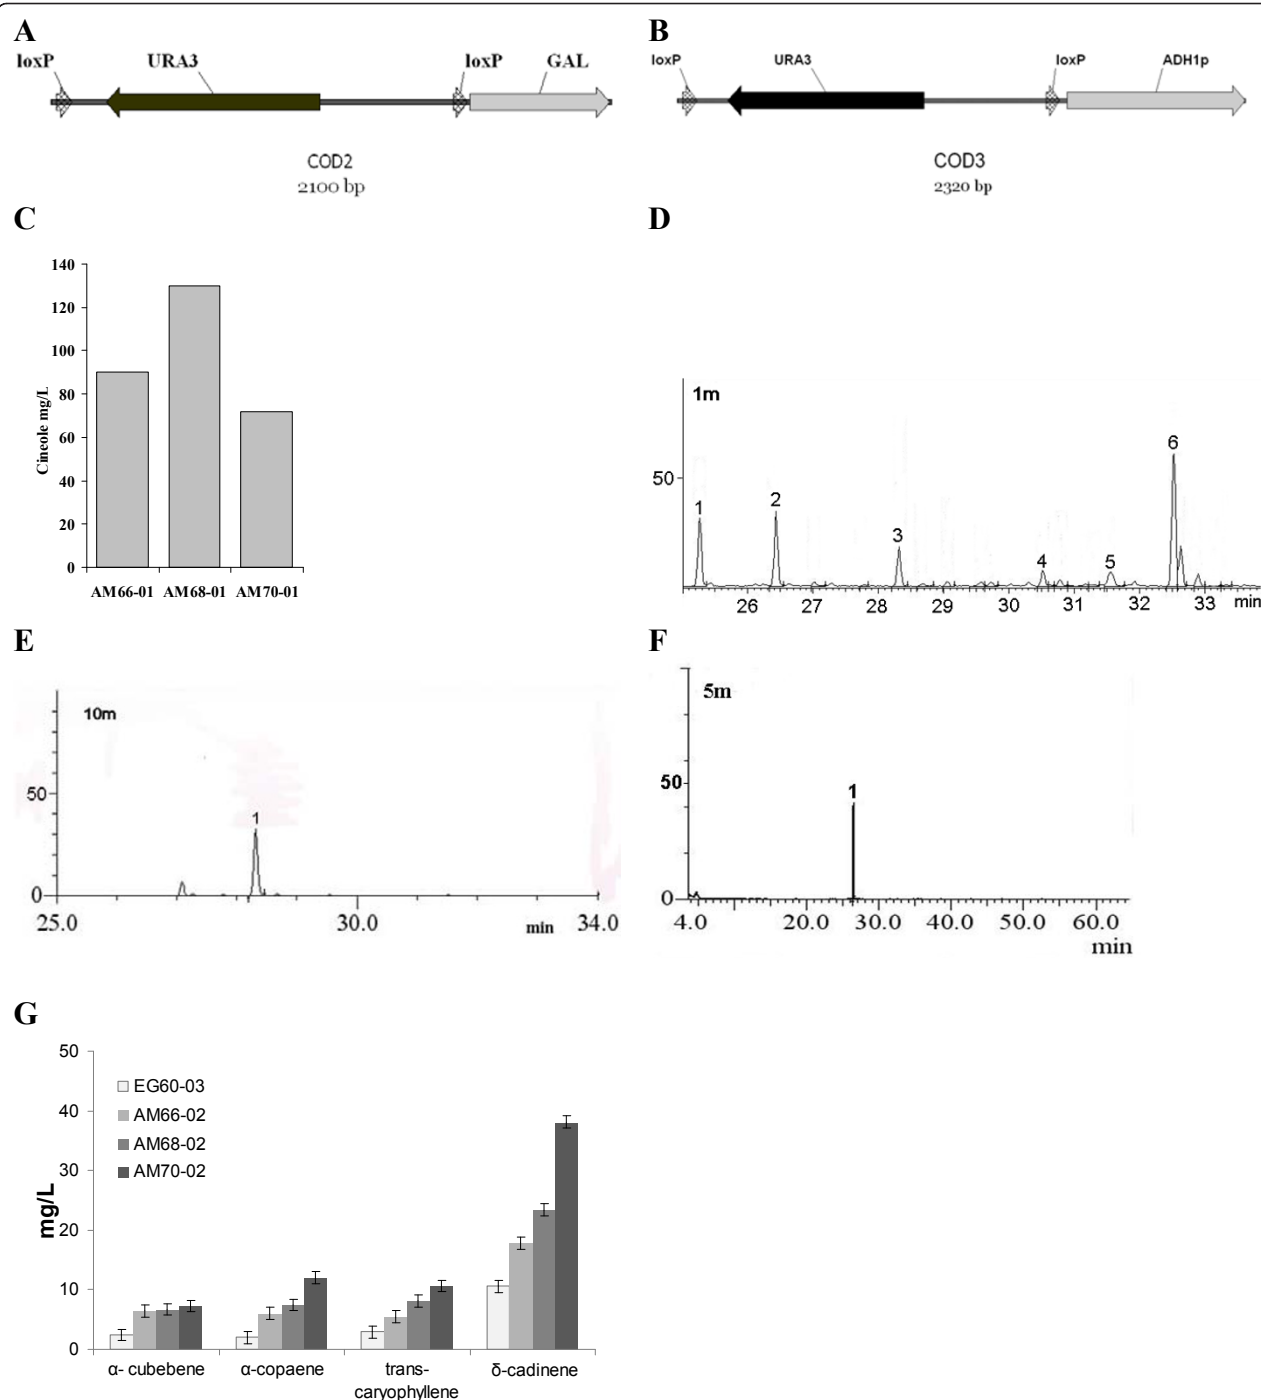 A
loxP URA3 loxP GAL
COD2
2100 bp
B
loxP URA3 loxP ADH1p
COD3
2320 bp
C
Cineole mg/L
140
120
100
80
60
40
20
0
AM66-01 AM68-01 AM70-01
D
1m
50
1 2 3 4 5 6
26 27 28 29 30 31 32 33 min
E
10m
50
0
1
25.0 30.0 min 34.0
F
5m
50
0
1
4.0 20.0 30.0 40.0 50.0 60.0
min
G
mg/L
50
40
30
20
10
0
EG60-03
AM66-02
AM68-02
AM70-02
α- cubebene α-copaene trans- δ-cadinene
caryophyllene